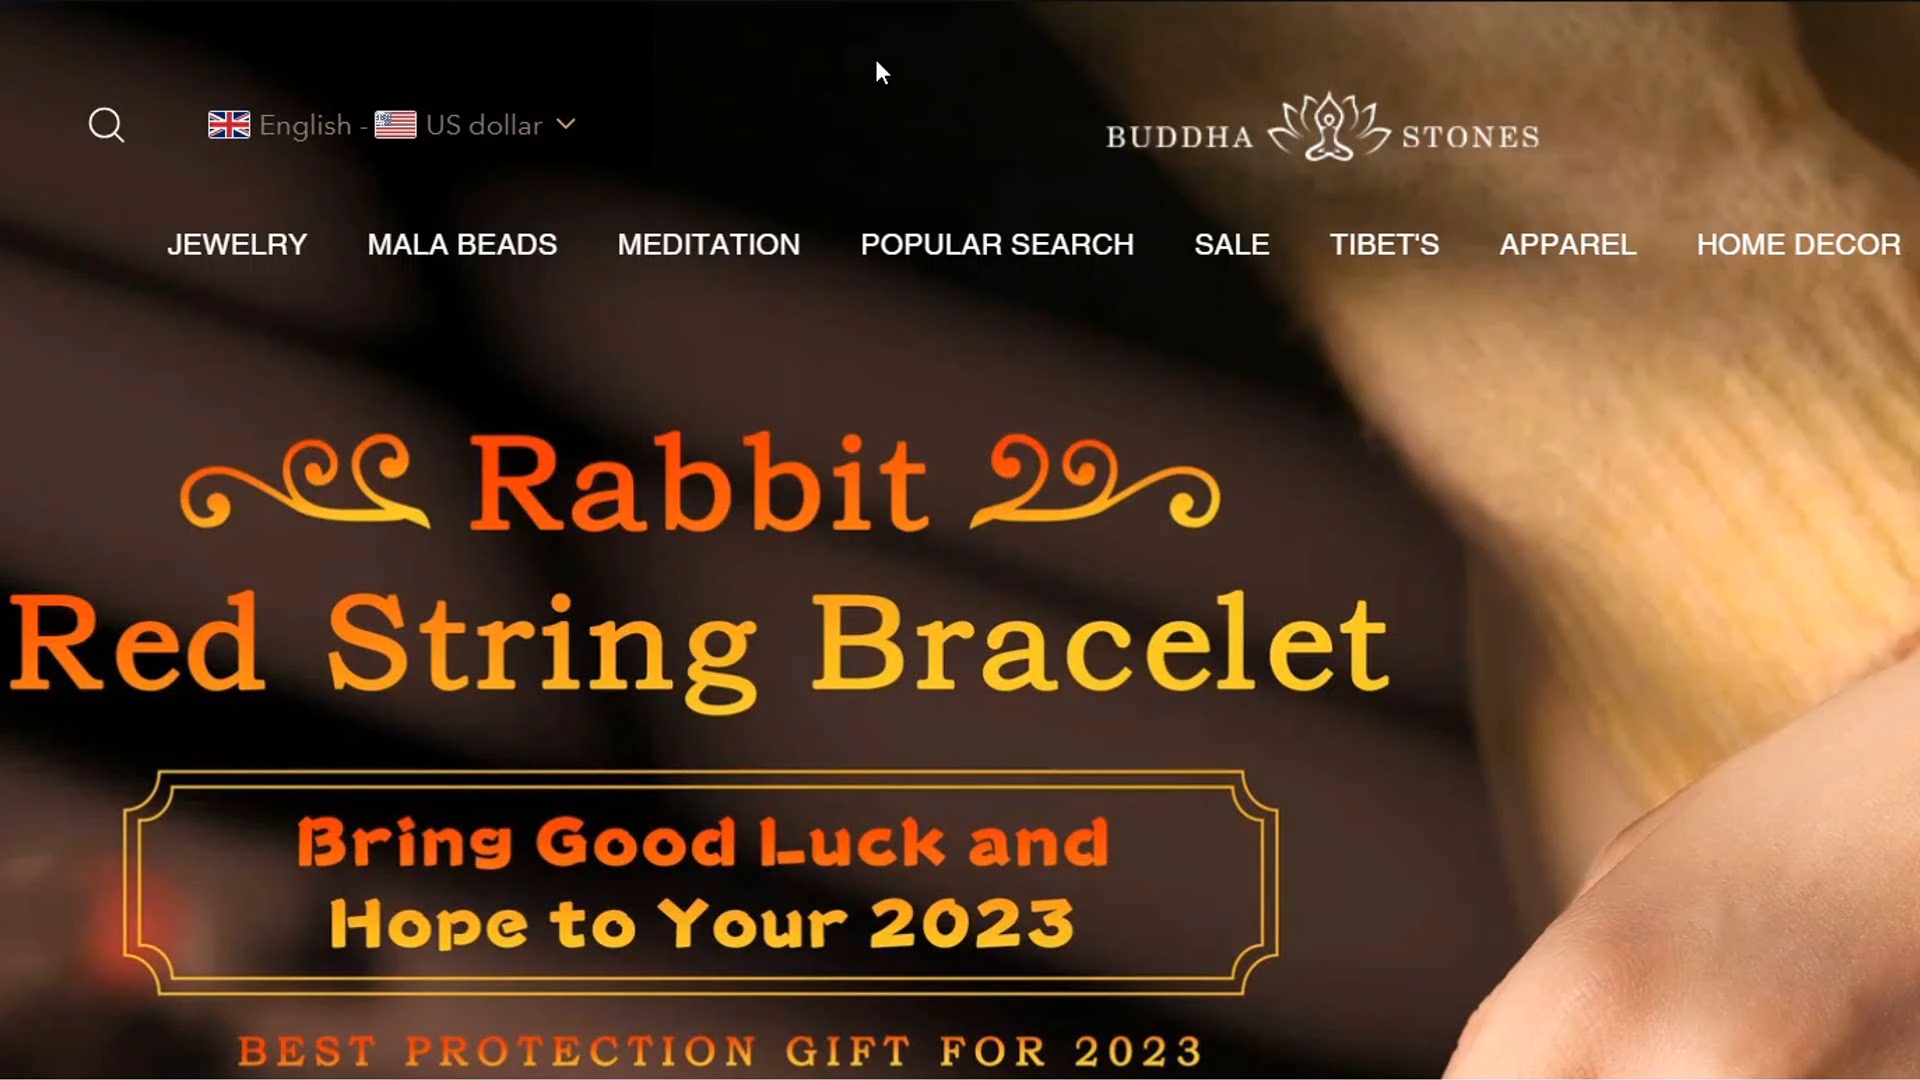 English - US dollar
BUDDHA STONES
JEWELRY MALA BEADS MEDITATION POPULAR SEARCH SALE TIBET'S APPAREL HOME DECOR
Rabbit
Red String Bracelet
Bring Good Luck and
Hope to Your 2023
BEST PROTECTION GIFT FOR 2023